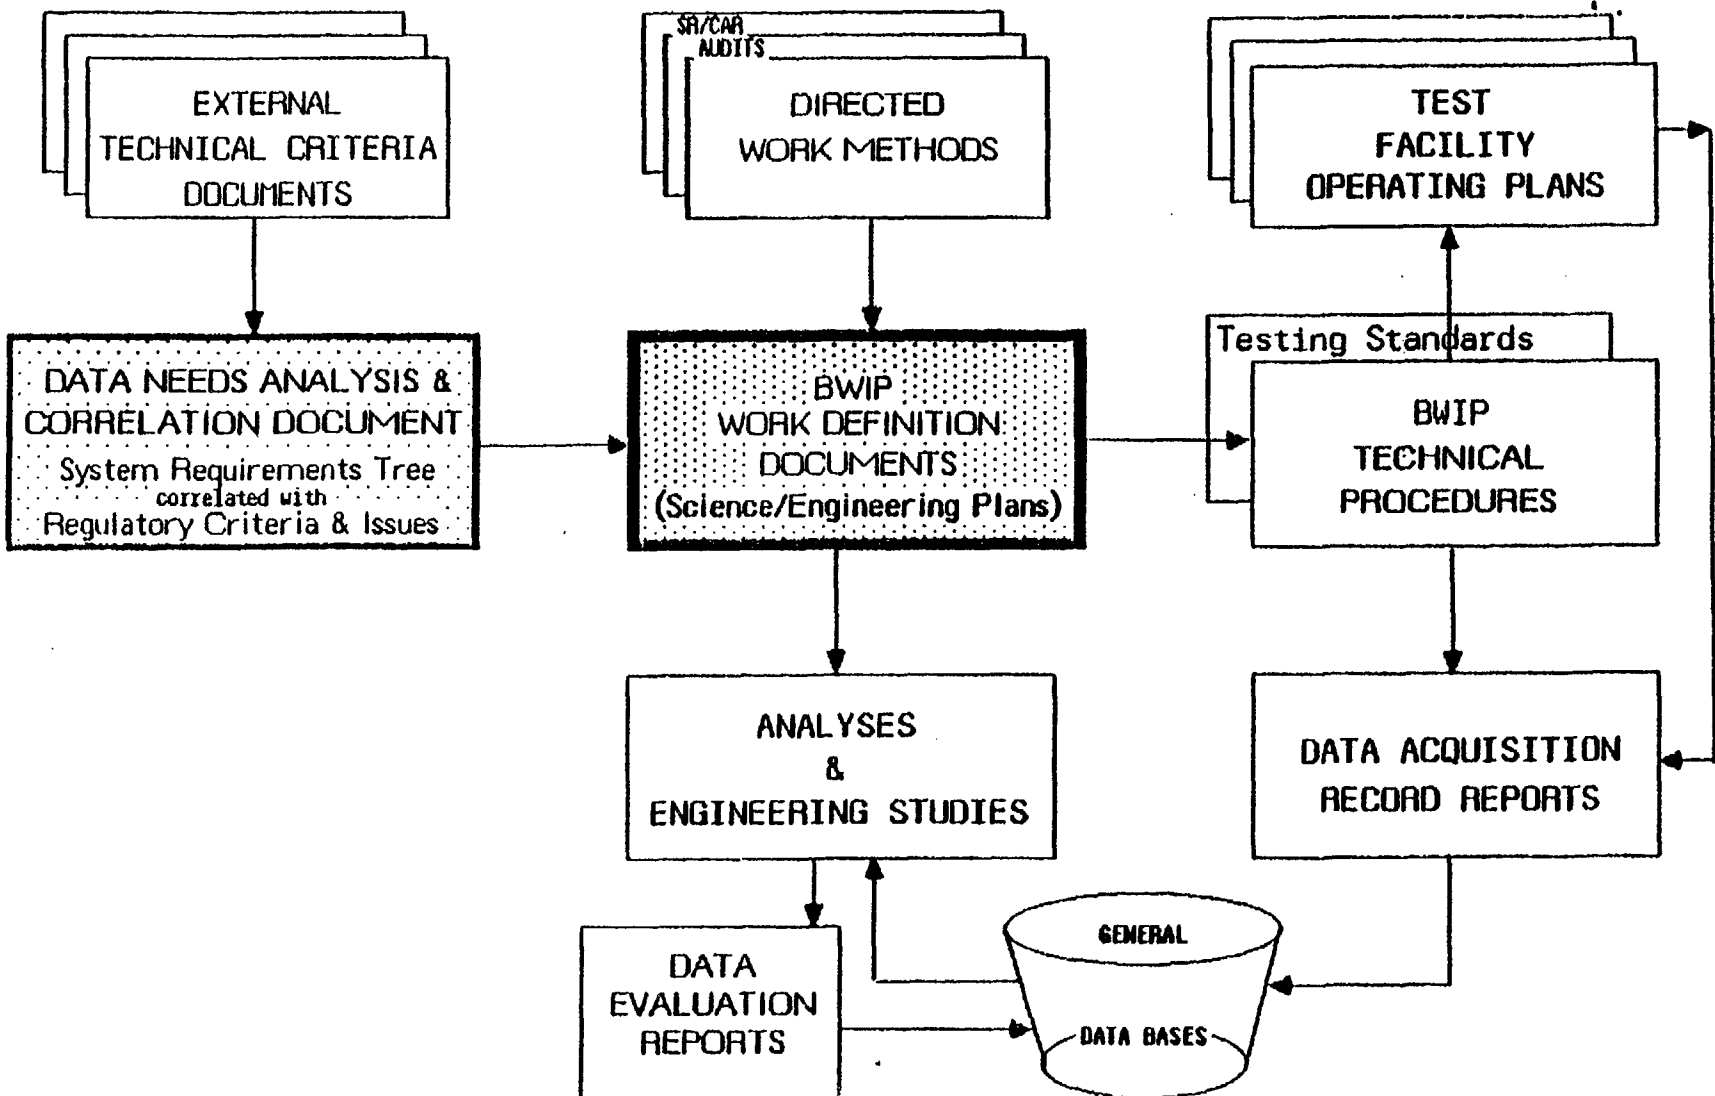 EXTERNAL
TECHNICAL CRITERIA
DOCUMENTS
SR/CAR
AUDITS
DIRECTED
WORK METHODS
TEST
FACILITY
OPERATING PLANS
DATA NEEDS ANALYSIS &
CORRELATION DOCUMENT
System Requirements Tree
correlated with
Regulatory Criteria & Issues
BWIP
WORK DEFINITION
DOCUMENTS
(Science/Engineering Plans)
Testing Standards
BWIP
TECHNICAL
PROCEDURES
ANALYSES
&
ENGINEERING STUDIES
DATA ACQUISITION
RECORD REPORTS
DATA
EVALUATION
REPORTS
GENERAL
DATA BASES